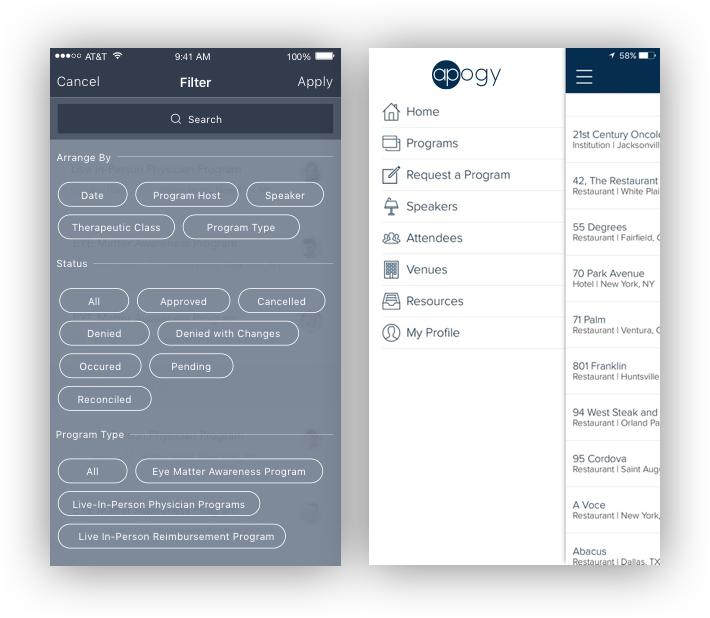 AT&T 9:41 AM 100%
Cancel Filter Apply
Search
Arrange By
Date Program Host Speaker
Therapeutic Class Program Type
Status
All Approved Cancelled
Denied Denied with Changes
Occured Pending
Reconciled
Program Type
All Eye Matter Awareness Program
Live-In-Person Physician Programs
Live In-Person Reimbursement Program
apogy
Home
Programs
Request a Program
Speakers
Attendees
Venues
Resources
My Profile
58%
21st Century Oncolo
Institution | Jacksonvill
42, The Restaurant
Restaurant | White Plai
55 Degrees
Restaurant | Fairfield, C
70 Park Avenue
Hotel | New York, NY
71 Palm
Restaurant | Ventura, C
801 Franklin
Restaurant | Huntsville
94 West Steak and
Restaurant | Orland Pa
95 Cordova
Restaurant | Saint Aug
A Voce
Restaurant | New York,
Abacus
Restaurant | Dallas, TX